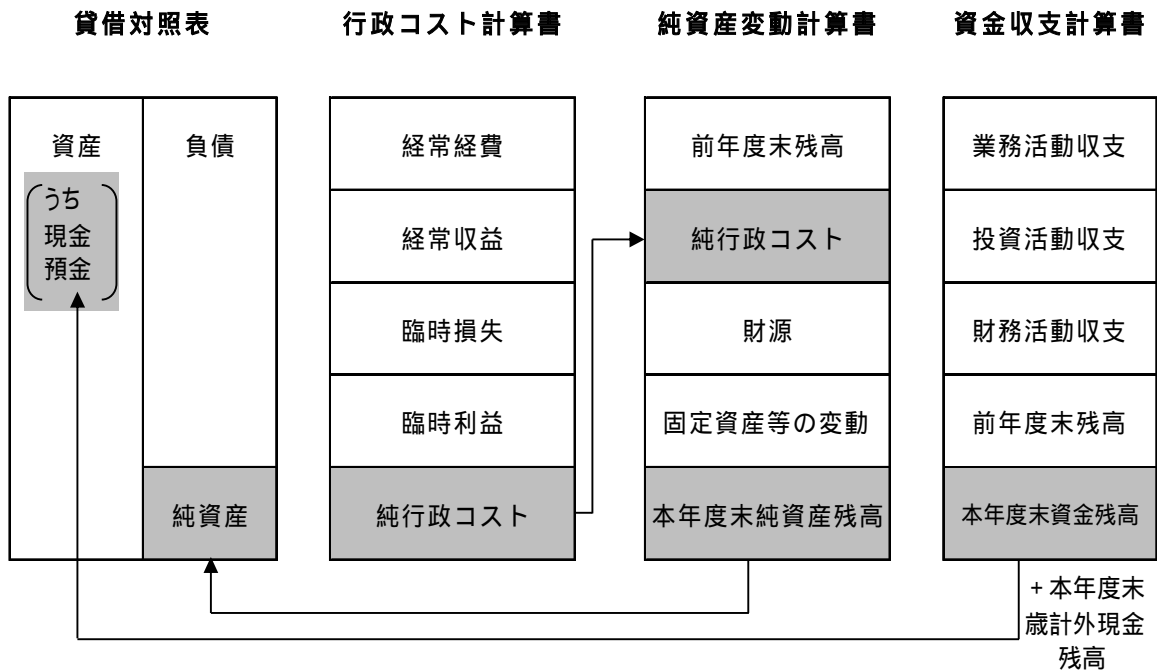 貸借対照表
行政コスト計算書
純資産変動計算書
資金収支計算書
資産
うち
現金
預金
負債
純資産
経常経費
経常収益
臨時損失
臨時利益
純行政コスト
前年度末残高
純行政コスト
財源
固定資産等の変動
本年度末純資産残高
業務活動収支
投資活動収支
財務活動収支
前年度末残高
本年度末資金残高
+本年度末
歳計外現金
残高